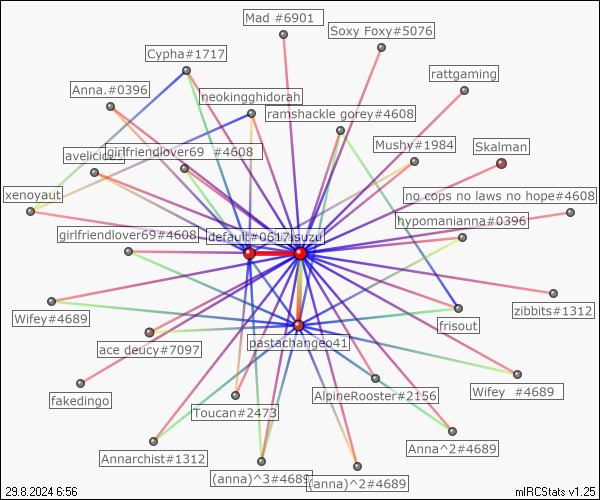 Mad #6901
Soxy Foxy#5076
Cypha#1717
rattgaming
Anna.#0396
neokingghidorah
ramshackle gorey#4608
Mushy#1984
Skalman
girlfriendlover69 #4608
xenoyaut
no cops no laws no hope#4608
hypomanianna#0396
girlfriendlover69#4608
default#0617
asuzu
Wifey#4689
zibbits#1312
frisout
ace deucy#7097
pastachangeo41
fakedingo
Toucan#2473
AlpineRooster#2156
Wifey #4689
Annarchist#1312
Anna^2#4689
(anna)^3#4689
(anna)^2#4689
29.8.2024 6:56
mIRCStats v1.25